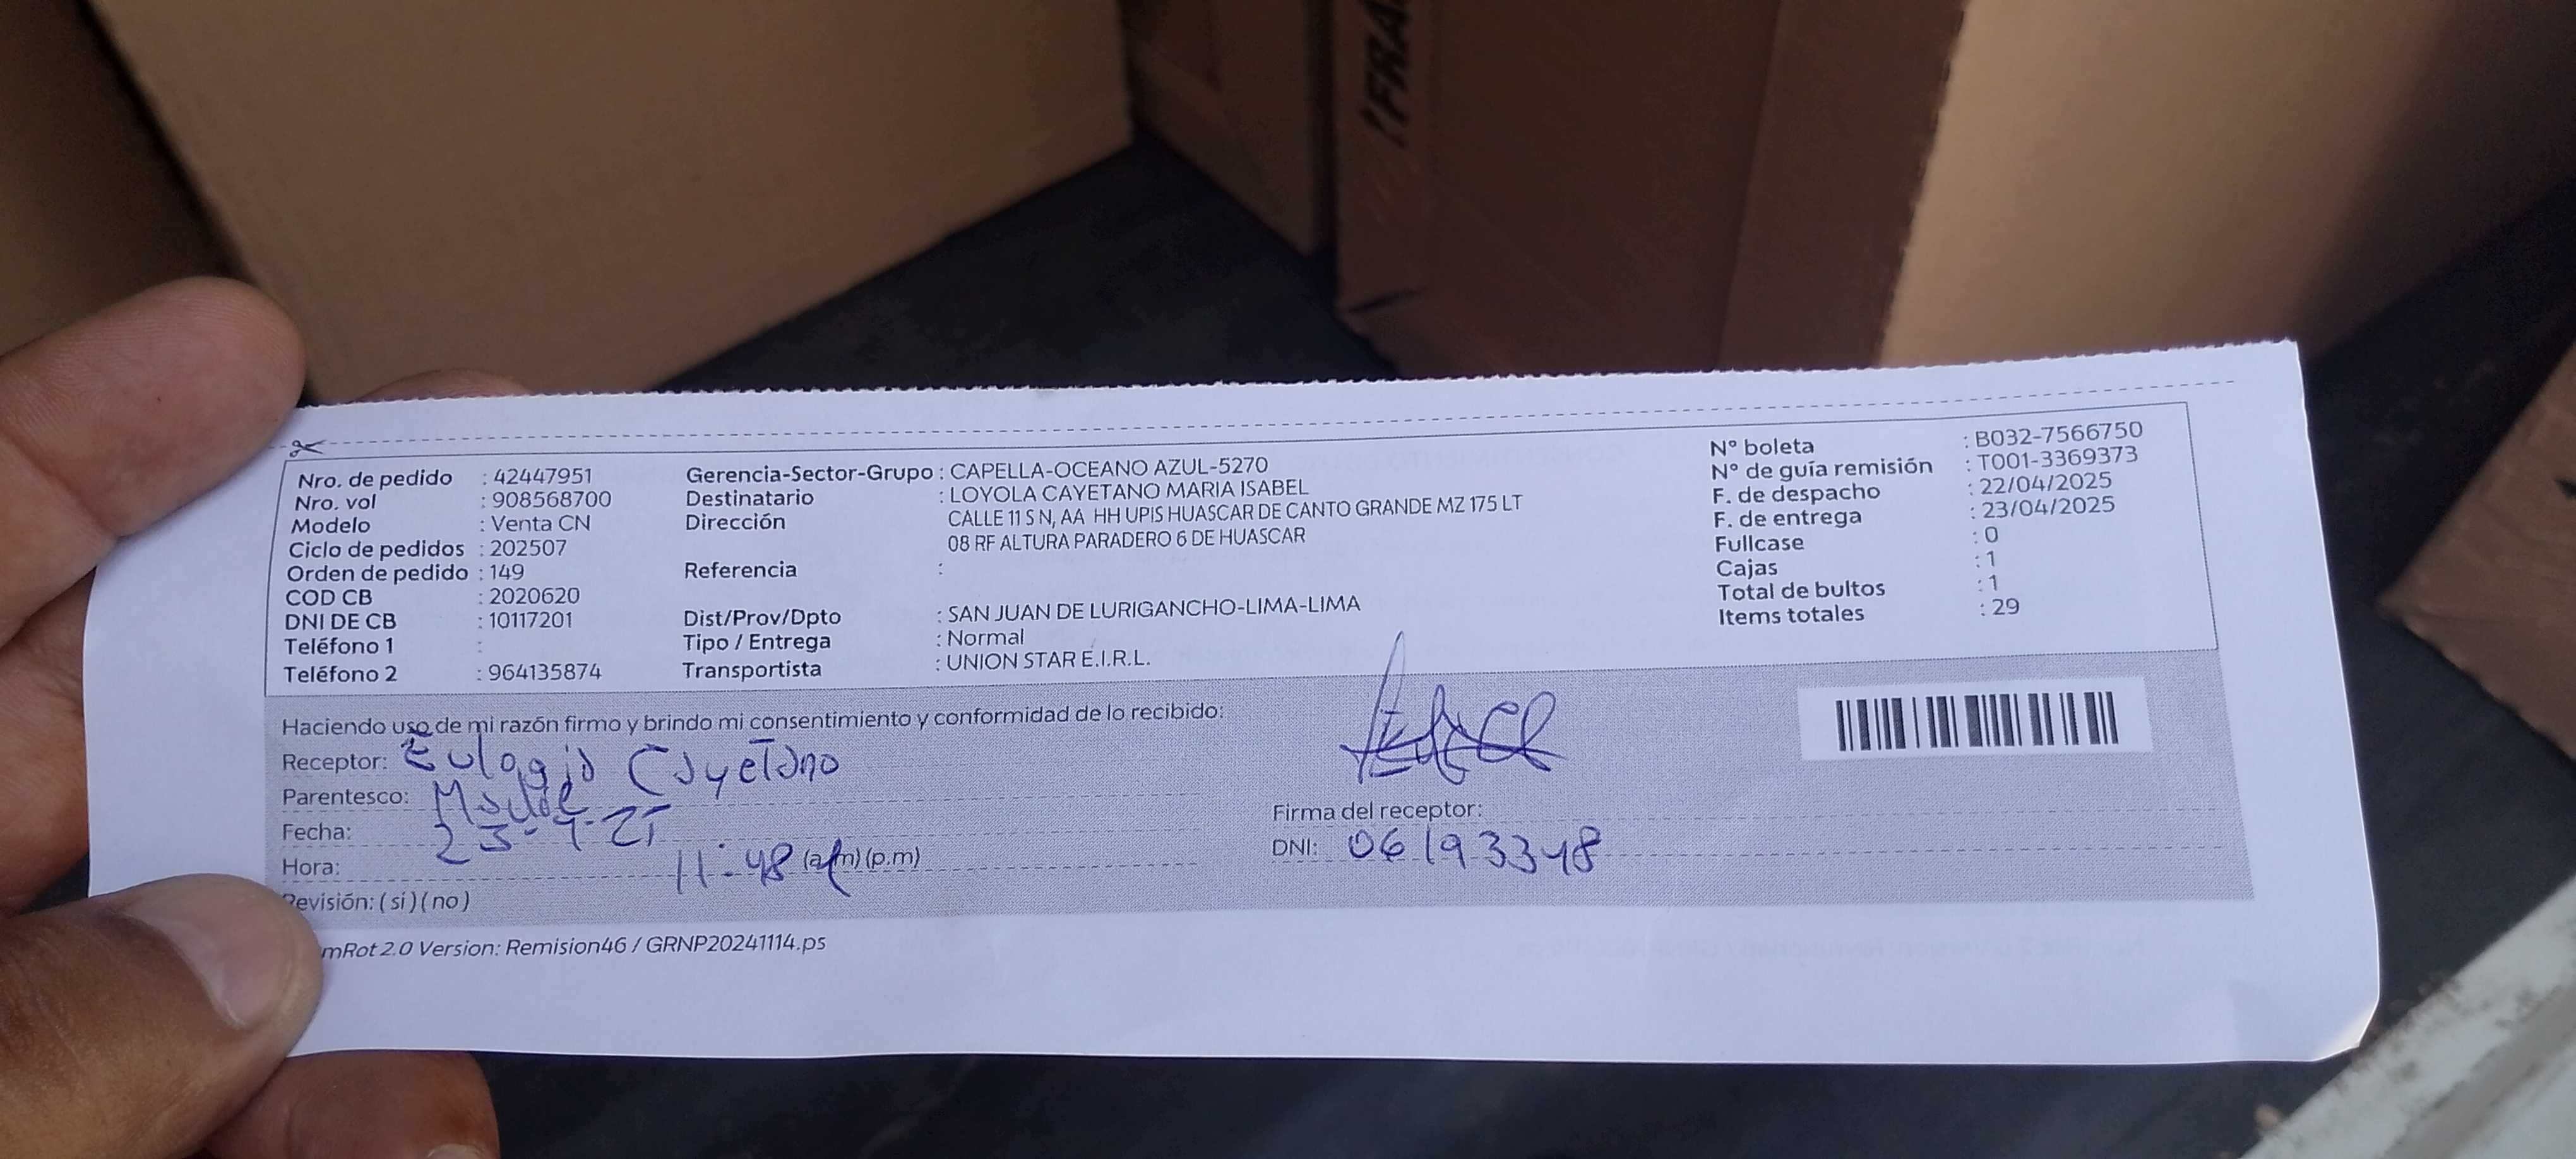 ¡FRÁ
Nro. de pedido : 42447951
Nro. vol : 908568700
Modelo : Venta CN
Ciclo de pedidos : 202507
Orden de pedido : 149
COD CB : 2020620
DNI DE CB : 10117201
Teléfono 1 :
Teléfono 2 : 964135874
Gerencia-Sector-Grupo : CAPELLA-OCEANO AZUL-5270
Destinatario : LOYOLA CAYETANO MARIA ISABEL
Dirección CALLE 11 S N, AA HH UPIS HUASCAR DE CANTO GRANDE MZ 175 LT
08 RF ALTURA PARADERO 6 DE HUASCAR
Referencia :
Dist/Prov/Dpto : SAN JUAN DE LURIGANCHO-LIMA-LIMA
Tipo / Entrega : Normal
Transportista : UNION STAR E.I.R.L.
N° boleta : B032-7566750
N° de guía remisión : T001-3369373
F. de despacho : 22/04/2025
F. de entrega : 23/04/2025
Fullcase : 0
Cajas : 1
Total de bultos : 1
Items totales : 29
Haciendo uso de mi razón firmo y brindo mi consentimiento y conformidad de lo recibido:
Receptor: Eulogio Cayetano
Parentesco:
Fecha: 23-4-25
Hora: 11:48 (a.m) (p.m)
Revisión: ( si ) ( no )
Firma del receptor:
DNI: 06193348
mRot 2.0 Version: Remision46 / GRNP20241114.ps